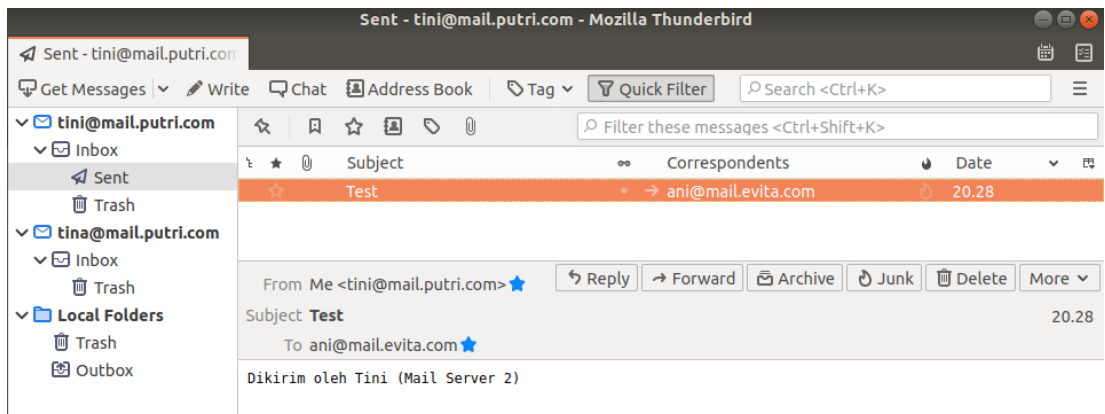 Sent - tini@mail.putri.com - Mozilla Thunderbird
Sent - tini@mail.putri.com
Get Messages Write Chat Address Book Tag Quick Filter Search <Ctrl+K>
tini@mail.putri.com
Inbox
Sent
Trash
tina@mail.putri.com
Inbox
Trash
Local Folders
Trash
Outbox
Filter these messages <Ctrl+Shift+K>
Subject Correspondents Date
Test → ani@mail.evita.com 20.28
From Me <tini@mail.putri.com> Reply Forward Archive Junk Delete More
Subject Test 20.28
To ani@mail.evita.com
Dikirim oleh Tini (Mail Server 2)